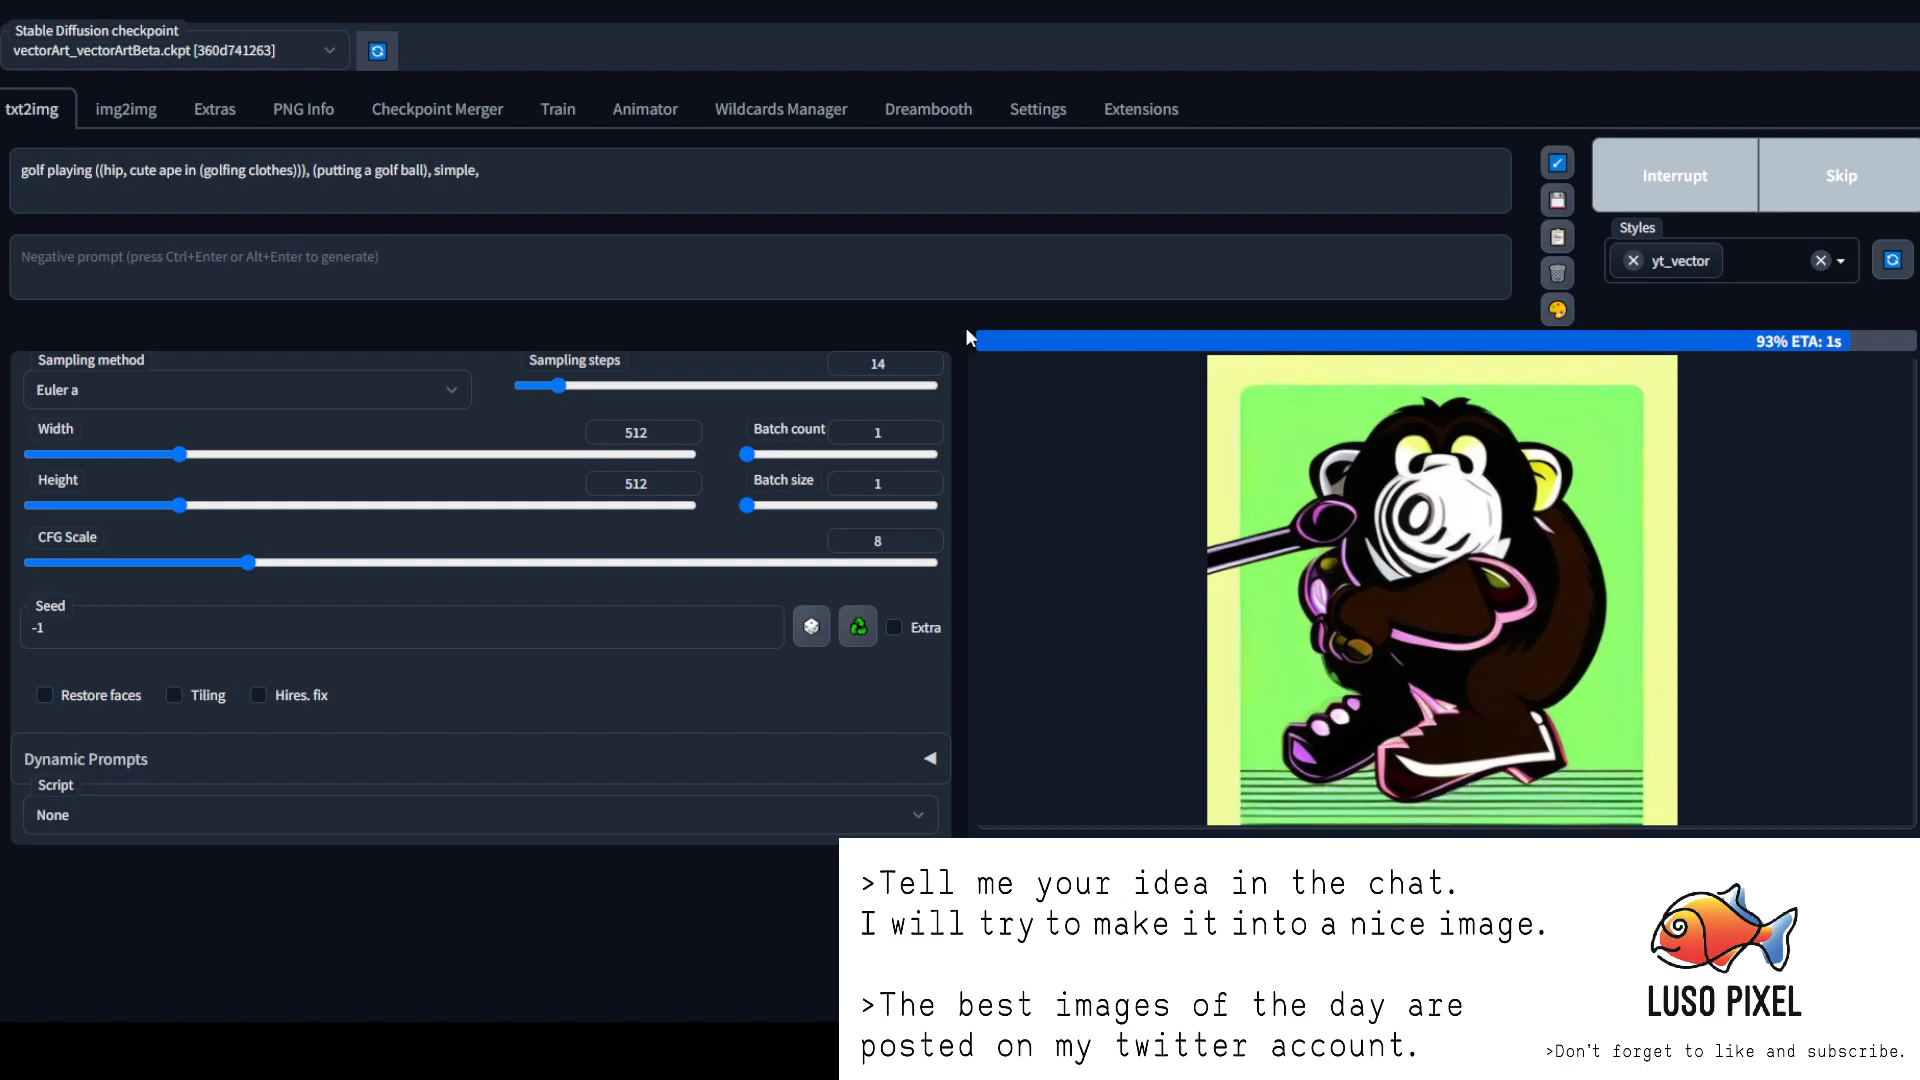 Stable Diffusion checkpoint
vectorArt_vectorArtBeta.ckpt [360d741263]
txt2img
img2img
Extras
PNG Info
Checkpoint Merger
Train
Animator
Wildcards Manager
Dreambooth
Settings
Extensions
golf playing ((hip, cute ape in (golfing clothes))), (putting a golf ball), simple,
Interrupt
Skip
Styles
yt_vector
Negative prompt (press Ctrl+Enter or Alt+Enter to generate)
93% ETA: 1s
Sampling method
Euler a
Sampling steps
14
Width
512
Batch count
1
Height
512
Batch size
1
CFG Scale
8
Seed
-1
Extra
Restore faces
Tiling
Hires. fix
Dynamic Prompts
Script
None
>Tell me your idea in the chat.
I will try to make it into a nice image.
>The best images of the day are
posted on my twitter account.
LUSO PIXEL
>Don't forget to like and subscribe.